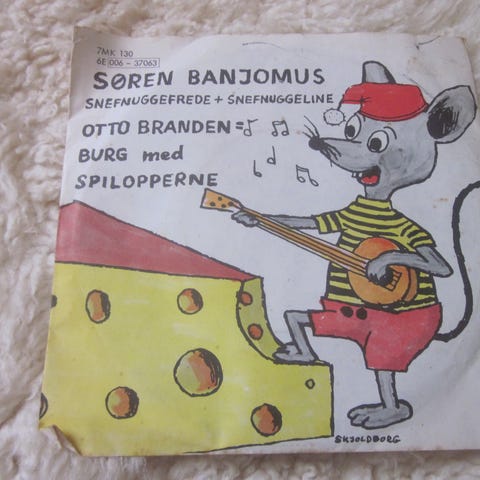 7MK 130
6E 006 - 37063
SØREN BANJOMUS
SNEFNUGGEFREDE + SNEFNUGGELINE
OTTO BRANDEN=
BURG med
SPILOPPERNE
SKJOLDBORG